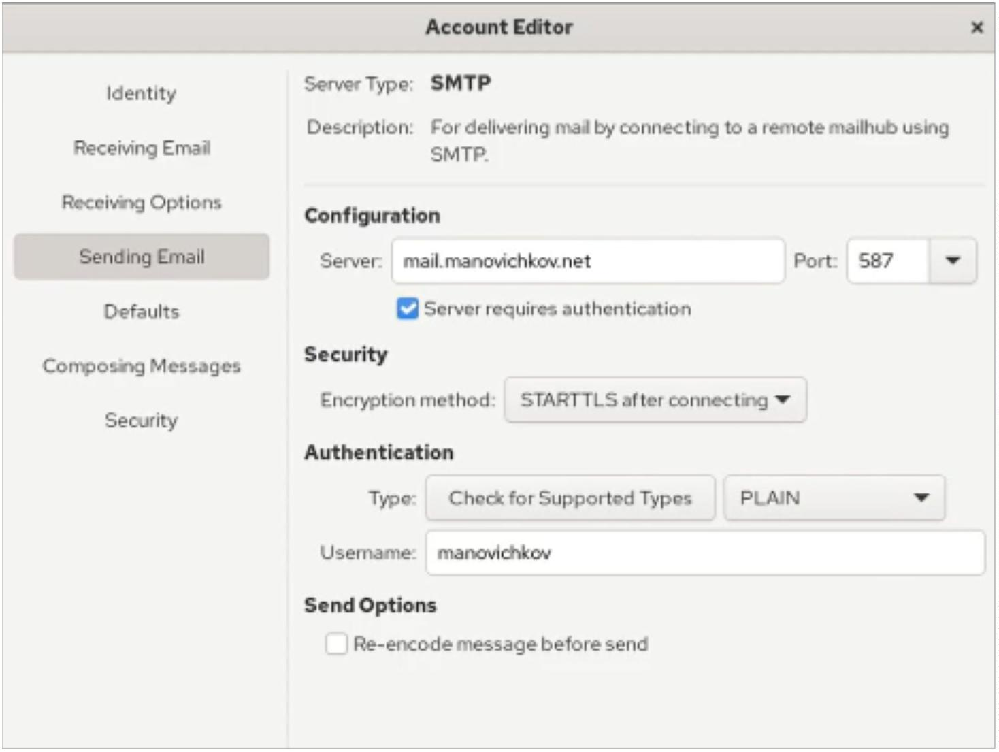 Account Editor
Identity
Receiving Email
Receiving Options
Sending Email
Defaults
Composing Messages
Security
Server Type: SMTP
Description: For delivering mail by connecting to a remote mailhub using
SMTP.
Configuration
Server: mail.manovichkov.net Port: 587
Server requires authentication
Security
Encryption method: STARTTLS after connecting
Authentication
Type: Check for Supported Types PLAIN
Username: manovichkov
Send Options
Re-encode message before send